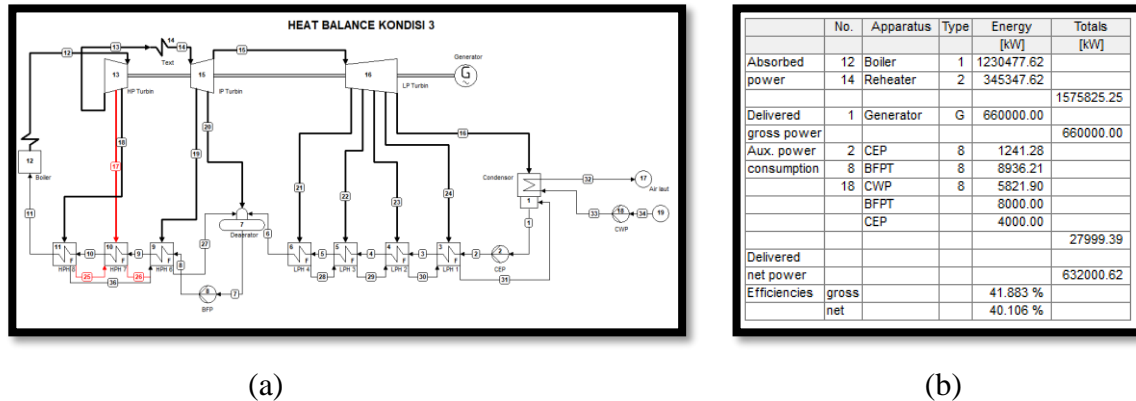 HEAT BALANCE KONDISI 3
12
13
14
14
Text
15
Generator
G
13
HP Turbin
15
IP Turbin
16
LP Turbin
20
18
17
19
16
12
Boiler
Condensor
32
17
Air laut
21
22
23
24
1
33
18
34
19
CWP
11
7
Deaerator
27
6
1
11
10
10
9
9
8
6
5
5
4
4
3
3
2
2
HPH 8
HPH 7
HPH 6
25
26
36
LPH 4
28
LPH 3
29
LPH 2
30
LPH 1
31
CEP
8
7
BFP
(a)
No. Apparatus Type Energy Totals
[kW] [kW]
Absorbed 12 Boiler 1 1230477.62
power 14 Reheater 2 345347.62
1575825.25
Delivered 1 Generator G 660000.00
gross power 660000.00
Aux. power 2 CEP 8 1241.28
consumption 8 BFPT 8 8936.21
18 CWP 8 5821.90
BFPT 8000.00
CEP 4000.00
27999.39
Delivered
net power 632000.62
Efficiencies gross 41.883 %
net 40.106 %
(b)